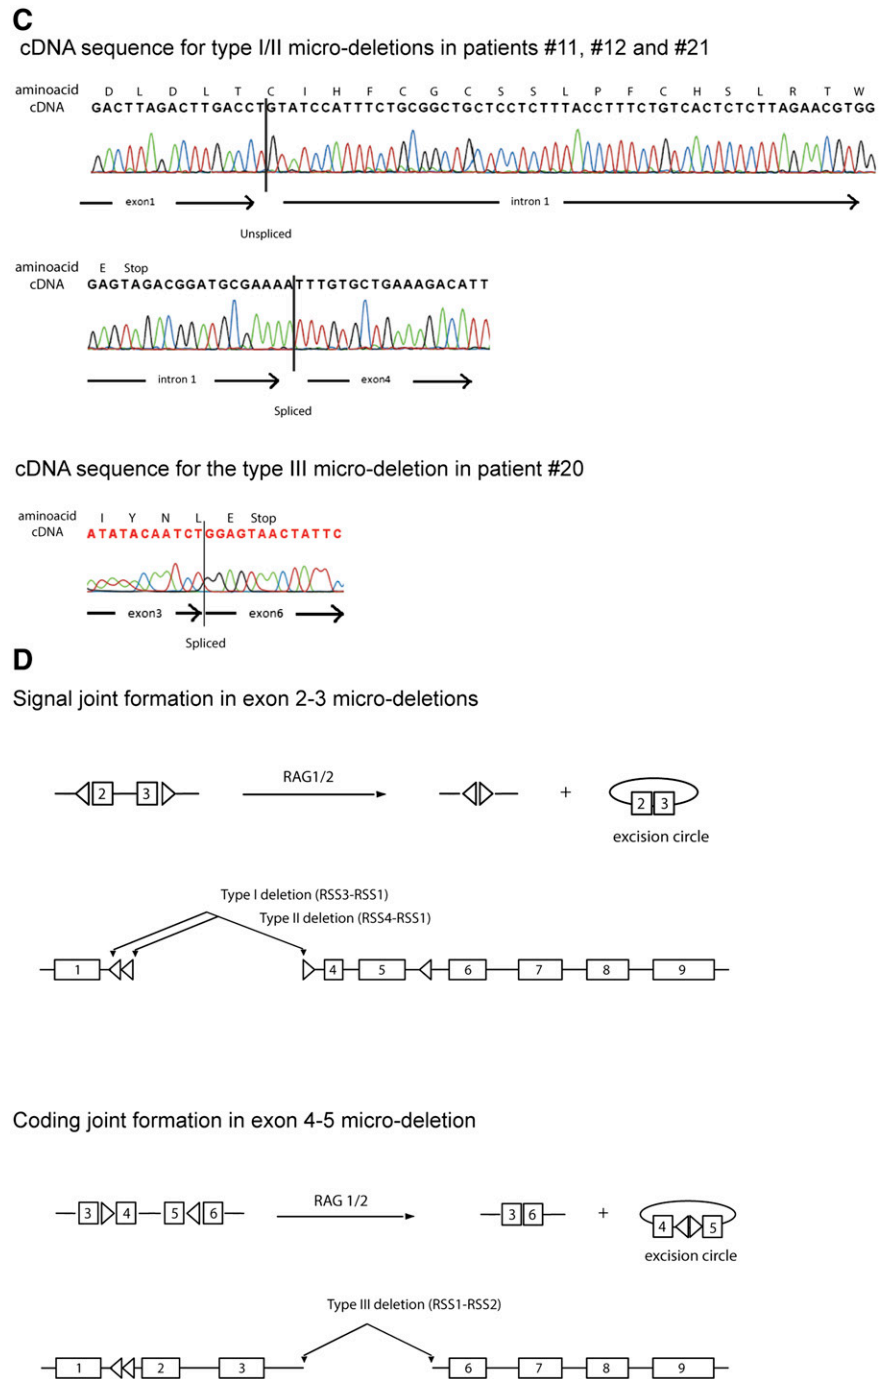 C
cDNA sequence for type I/II micro-deletions in patients #11, #12 and #21
aminoacid D L D L T C I H F C G C S S L P F C H S L R T W
cDNA GACTTAGACTTGACCTGTATCCATTTCTGCGGCTGCTCCTCTTTACCTTTCTGTCACTCTCTTAGAACGTGG
exon1 intron 1
Unspliced
aminoacid E Stop
cDNA GAGTAGACGGATGCGAAAATTTGTGCTGAAAGACATT
intron 1 exon4
Spliced
cDNA sequence for the type III micro-deletion in patient #20
aminoacid I Y N L E Stop
cDNA ATATACAATCTGGAGTAACTATTC
exon3 exon6
Spliced
D
Signal joint formation in exon 2-3 micro-deletions
2 3 RAG1/2 + 2 3
excision circle
Type I deletion (RSS3-RSS1)
Type II deletion (RSS4-RSS1)
1 4 5 6 7 8 9
Coding joint formation in exon 4-5 micro-deletion
3 4 5 6 RAG 1/2 3 6 + 4 5
excision circle
Type III deletion (RSS1-RSS2)
1 2 3 6 7 8 9